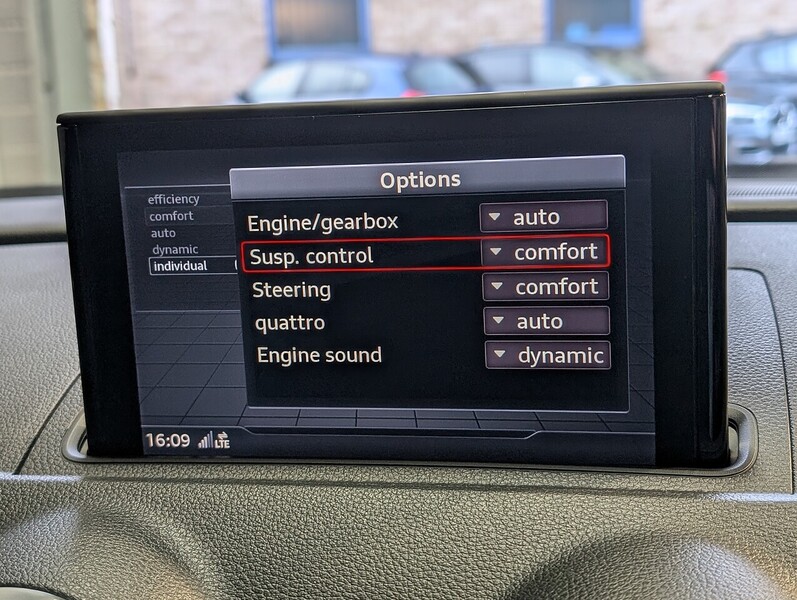 Options
efficiency
comfort
auto
dynamic
individual
Engine/gearbox auto
Susp. control comfort
Steering comfort
quattro auto
Engine sound dynamic
16:09 LTE